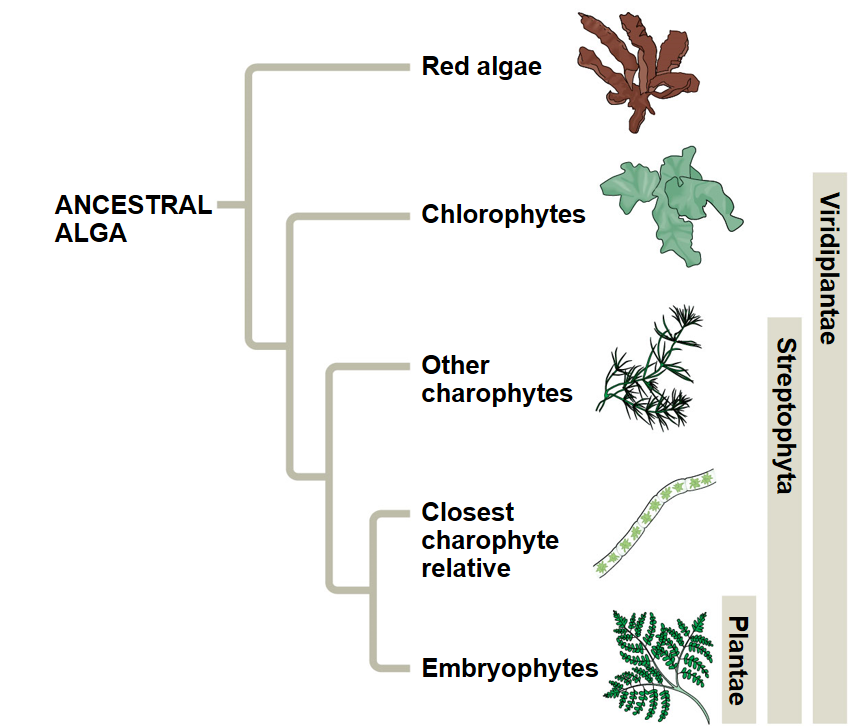 Red algae
ANCESTRAL
ALGA
Chlorophytes
Viridiplantae
Other
charophytes
Streptophyta
Closest
charophyte
relative
Embryophytes
Plantae